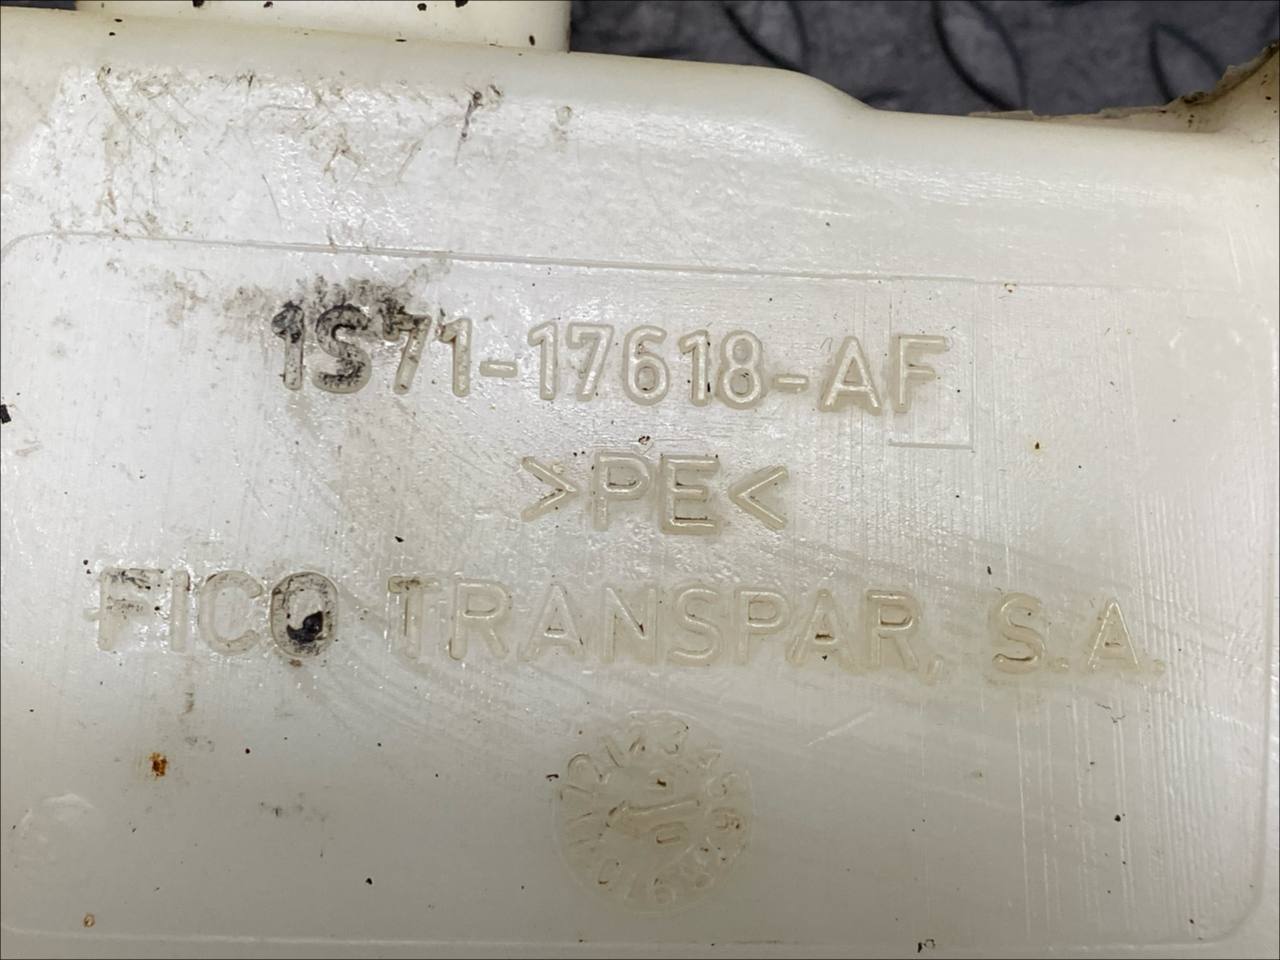 1S71-17618-AF
>PE<
FICO TRANSPAR, S.A.